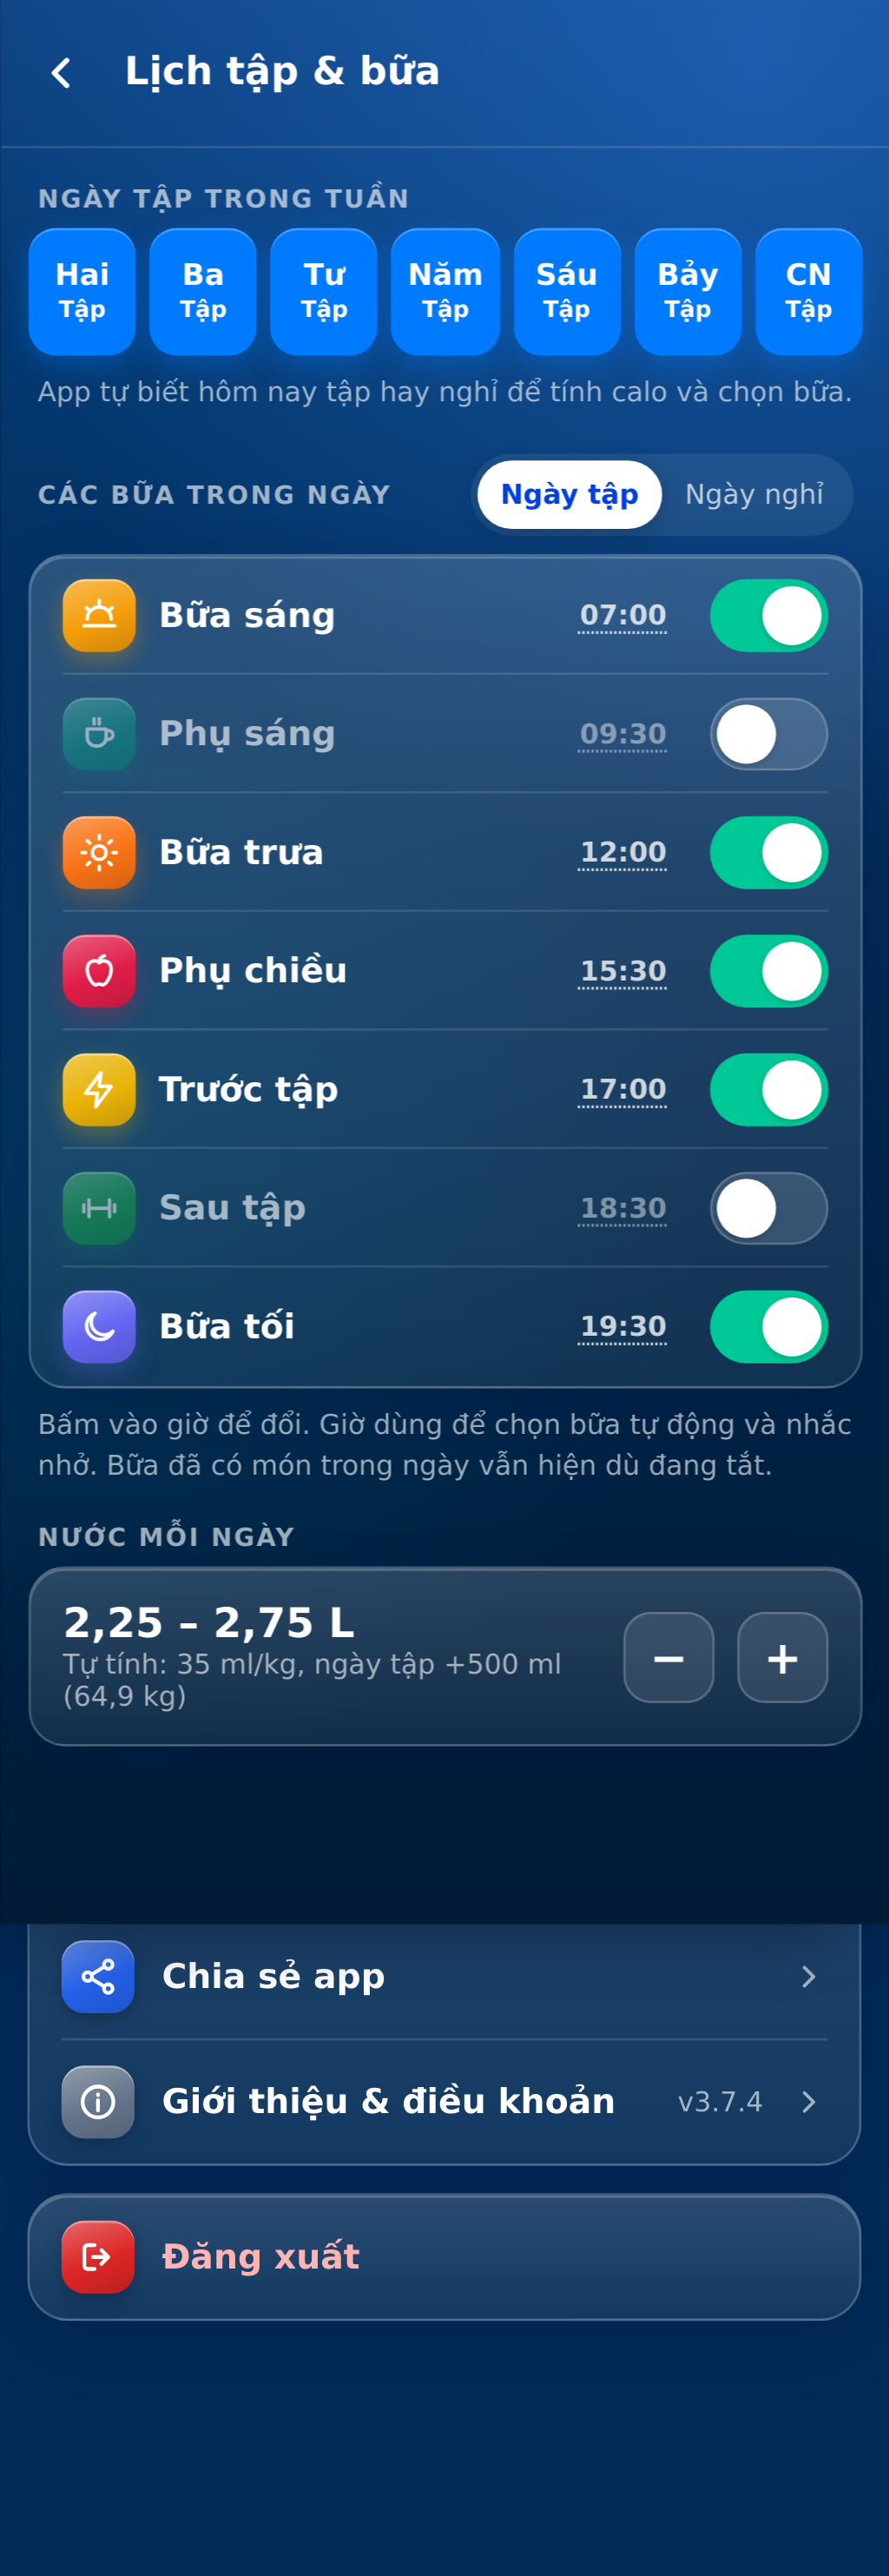 Lịch tập & bữa
NGÀY TẬP TRONG TUẦN
Hai Ba Tư Năm Sáu Bảy CN
Tập Tập Tập Tập Tập Tập Tập
App tự biết hôm nay tập hay nghỉ để tính calo và chọn bữa.
CÁC BỮA TRONG NGÀY Ngày tập Ngày nghỉ
Bữa sáng 07:00
Phụ sáng 09:30
Bữa trưa 12:00
Phụ chiều 15:30
Trước tập 17:00
Sau tập 18:30
Bữa tối 19:30
Bấm vào giờ để đổi. Giờ dùng để chọn bữa tự động và nhắc
nhở. Bữa đã có món trong ngày vẫn hiện dù đang tắt.
NƯỚC MỖI NGÀY
2,25 – 2,75 L
Tự tính: 35 ml/kg, ngày tập +500 ml
(64,9 kg)
Chia sẻ app
Giới thiệu & điều khoản v3.7.4
Đăng xuất